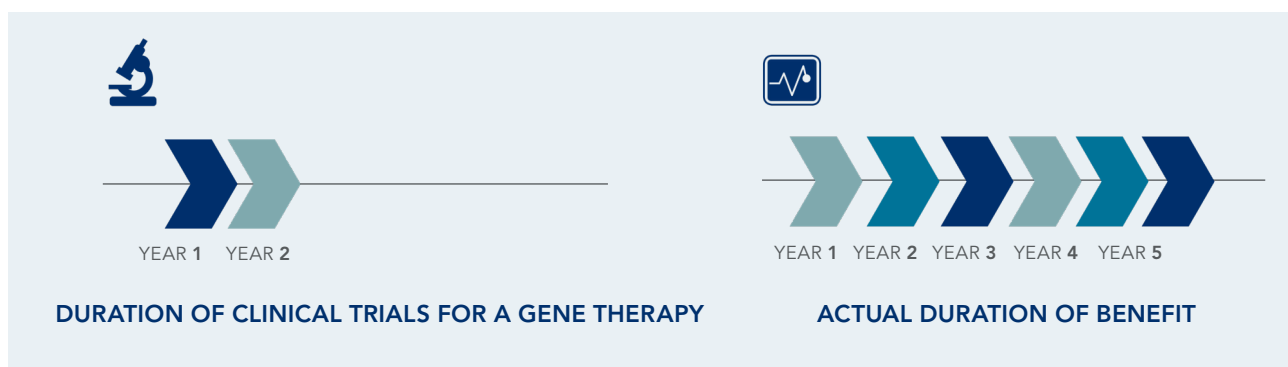 YEAR 1 YEAR 2
DURATION OF CLINICAL TRIALS FOR A GENE THERAPY
YEAR 1 YEAR 2 YEAR 3 YEAR 4 YEAR 5
ACTUAL DURATION OF BENEFIT